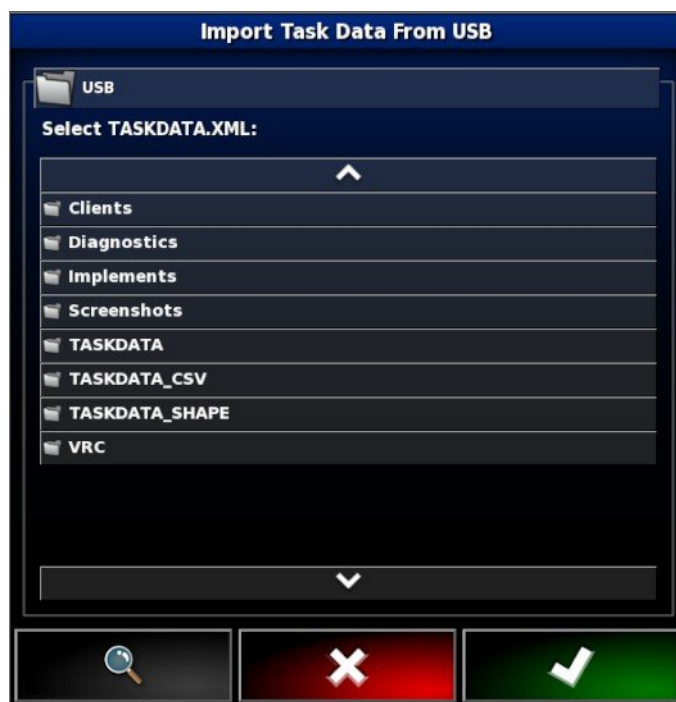 Import Task Data From USB
USB
Select TASKDATA.XML:
Clients
Diagnostics
Implements
Screenshots
TASKDATA
TASKDATA_CSV
TASKDATA_SHAPE
VRC